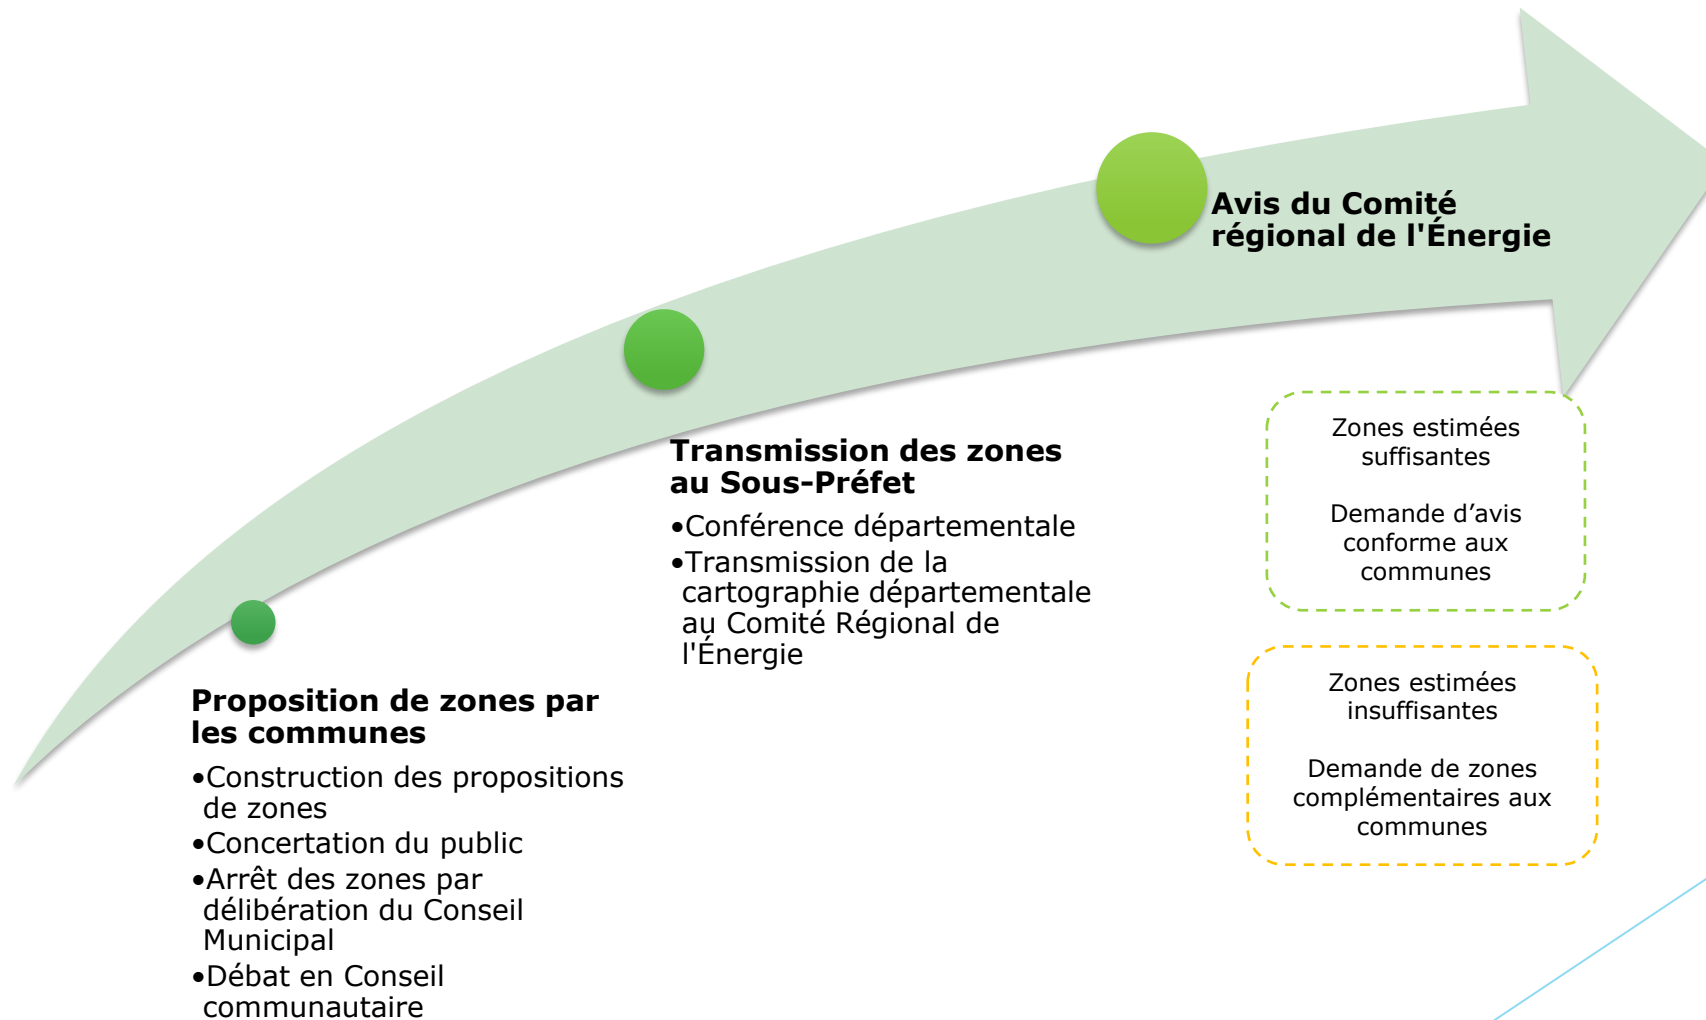 Proposition de zones par
les communes
•Construction des propositions
de zones
•Concertation du public
•Arrêt des zones par
délibération du Conseil
Municipal
•Débat en Conseil
communautaire
Transmission des zones
au Sous-Préfet
•Conférence départementale
•Transmission de la
cartographie départementale
au Comité Régional de
l'Énergie
Avis du Comité
régional de l'Énergie
Zones estimées
suffisantes
Demande d’avis
conforme aux
communes
Zones estimées
insuffisantes
Demande de zones
complémentaires aux
communes